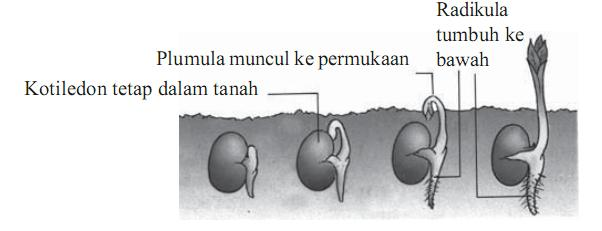 Radikula
tumbuh ke
bawah
Plumula muncul ke permukaan
Kotiledon tetap dalam tanah